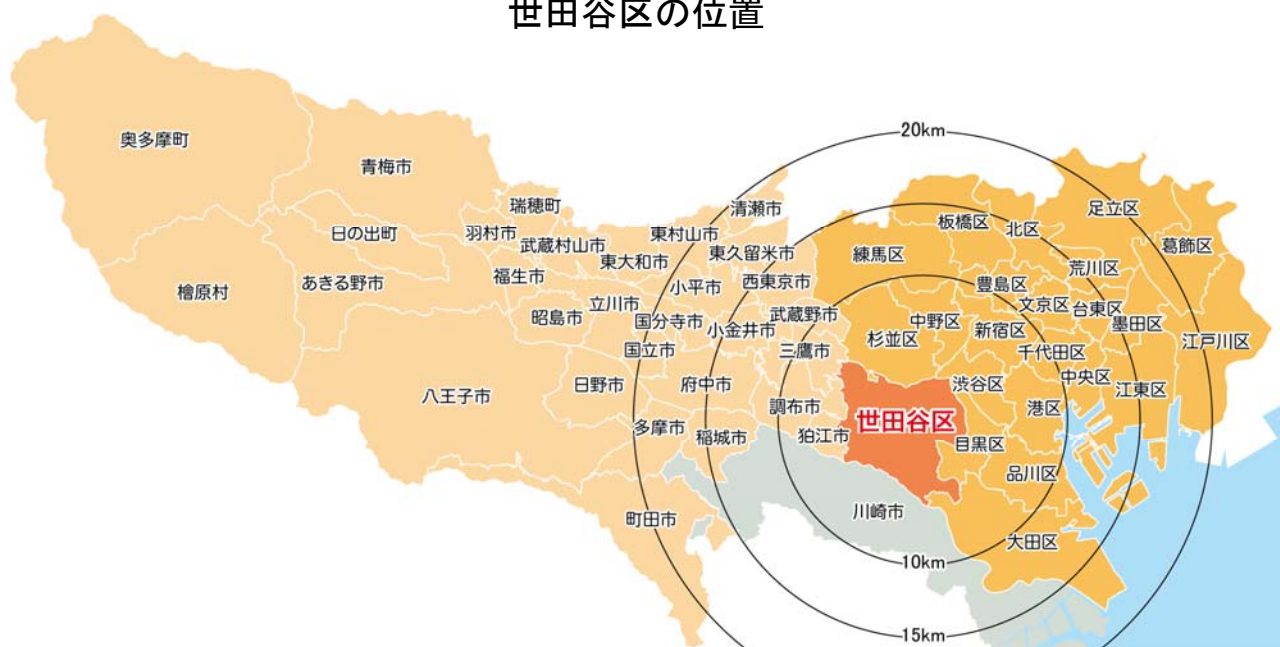 世田谷区の位置
20km
奥多摩町
青梅市
瑞穂町
清瀬市
足立区
板橋区
北区
日の出町
羽村市
武蔵村山市
東村山市
東久留米市
練馬区
葛飾区
東大和市
荒川区
福生市
あきる野市
檜原村
小平市
西東京市
豊島区
立川市
文京区
台東区
昭島市
国分寺市
小金井市
武蔵野市
中野区
新宿区
墨田区
杉並区
江戸川区
国立市
三鷹市
千代田区
日野市
府中市
渋谷区
中央区
江東区
八王子市
調布市
港区
世田谷区
多摩市
稲城市
狛江市
目黒区
品川区
川崎市
町田市
大田区
10km
15km